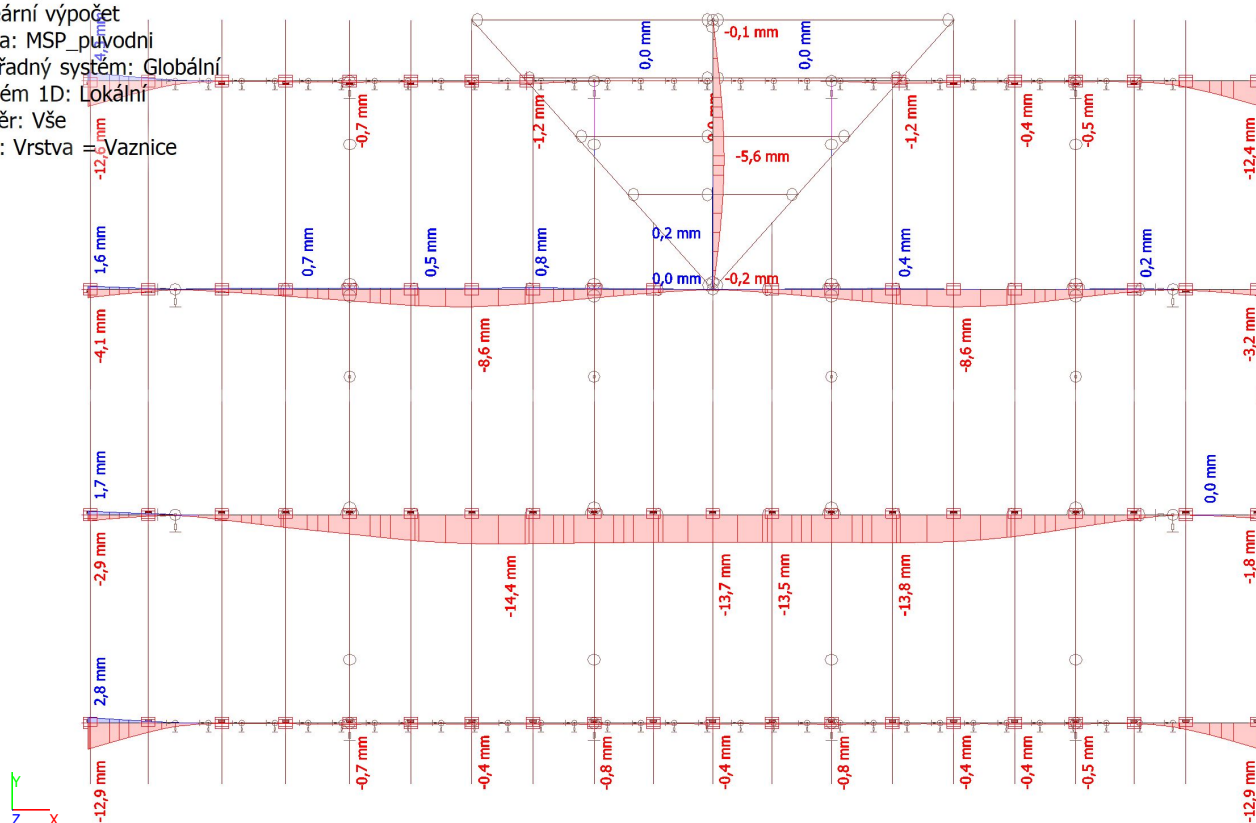 eární výpočet
a: MSP_puvodni
řadný systém: Globální
ém 1D: Lokální
ěr: Vše
: Vrstva = Vaznice
-0,1 mm
0,0 mm
0,0 mm
-12,6 mm
-0,7 mm
-1,2 mm
-5,6 mm
-1,2 mm
-0,4 mm
-0,5 mm
-12,4 mm
1,6 mm
0,7 mm
0,5 mm
0,8 mm
0,2 mm
0,0 mm
-0,2 mm
0,4 mm
0,2 mm
-4,1 mm
-8,6 mm
-8,6 mm
-3,2 mm
1,7 mm
0,0 mm
-2,9 mm
-14,4 mm
-13,7 mm
-13,5 mm
-13,8 mm
-1,8 mm
2,8 mm
-12,9 mm
-0,7 mm
-0,4 mm
-0,8 mm
-0,4 mm
-0,8 mm
-0,4 mm
-0,4 mm
-0,5 mm
-12,9 mm
Y
Z X